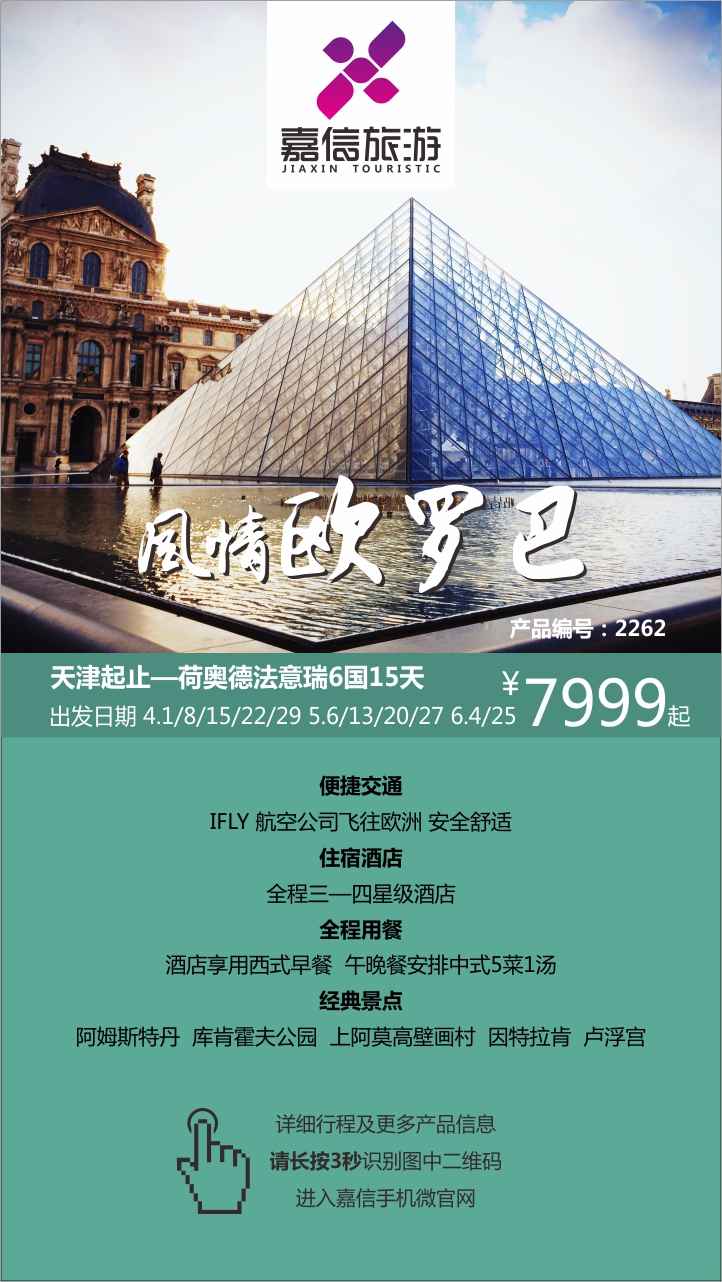 嘉信旅游
JIAXIN TOURISTIC
风情欧罗巴
产品编号：2262
天津起止—荷奥德法意瑞6国15天
出发日期 4.1/8/15/22/29 5.6/13/20/27 6.4/25
¥7999起
便捷交通
IFLY 航空公司飞往欧洲 安全舒适
住宿酒店
全程三—四星级酒店
全程用餐
酒店享用西式早餐 午晚餐安排中式5菜1汤
经典景点
阿姆斯特丹 库肯霍夫公园 上阿莫高壁画村 因特拉肯 卢浮宫
详细行程及更多产品信息
请长按3秒识别图中二维码
进入嘉信手机微官网